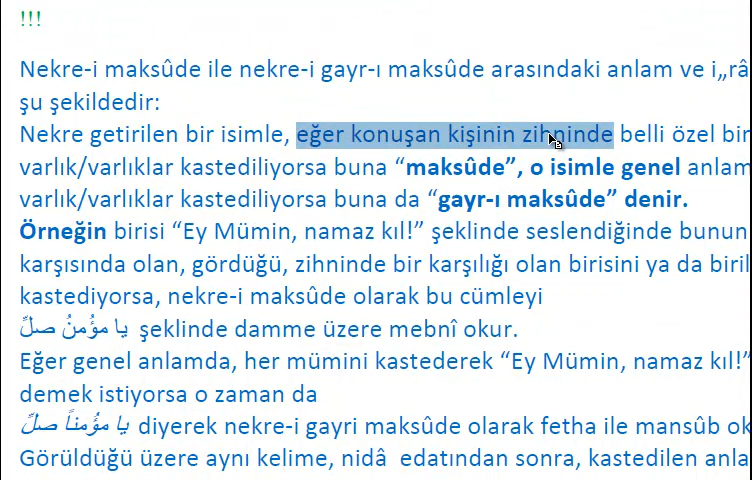 !!!
Nekre-i maksûde ile nekre-i gayr-ı maksûde arasındaki anlam ve i„râ
şu şekildedir:
Nekre getirilen bir isimle, eğer konuşan kişinin zihninde belli özel bir
varlık/varlıklar kastediliyorsa buna “maksûde”, o isimle genel anlam
varlık/varlıklar kastediliyorsa buna da “gayr-ı maksûde” denir.
Örneğin birisi “Ey Mümin, namaz kıl!” şeklinde seslendiğinde bunun
karşısında olan, gördüğü, zihninde bir karşılığı olan birisini ya da biril
kastediyorsa, nekre-i maksûde olarak bu cümleyi
يا مؤُمنُ صلِّ şeklinde damme üzere mebnî okur.
Eğer genel anlamda, her mümini kastederek “Ey Mümin, namaz kıl!”
demek istiyorsa o zaman da
يا مؤُمناً صلِّ diyerek nekre-i gayri maksûde olarak fetha ile mansûb ok
Görüldüğü üzere aynı kelime, nidâ edatından sonra, kastedilen anla